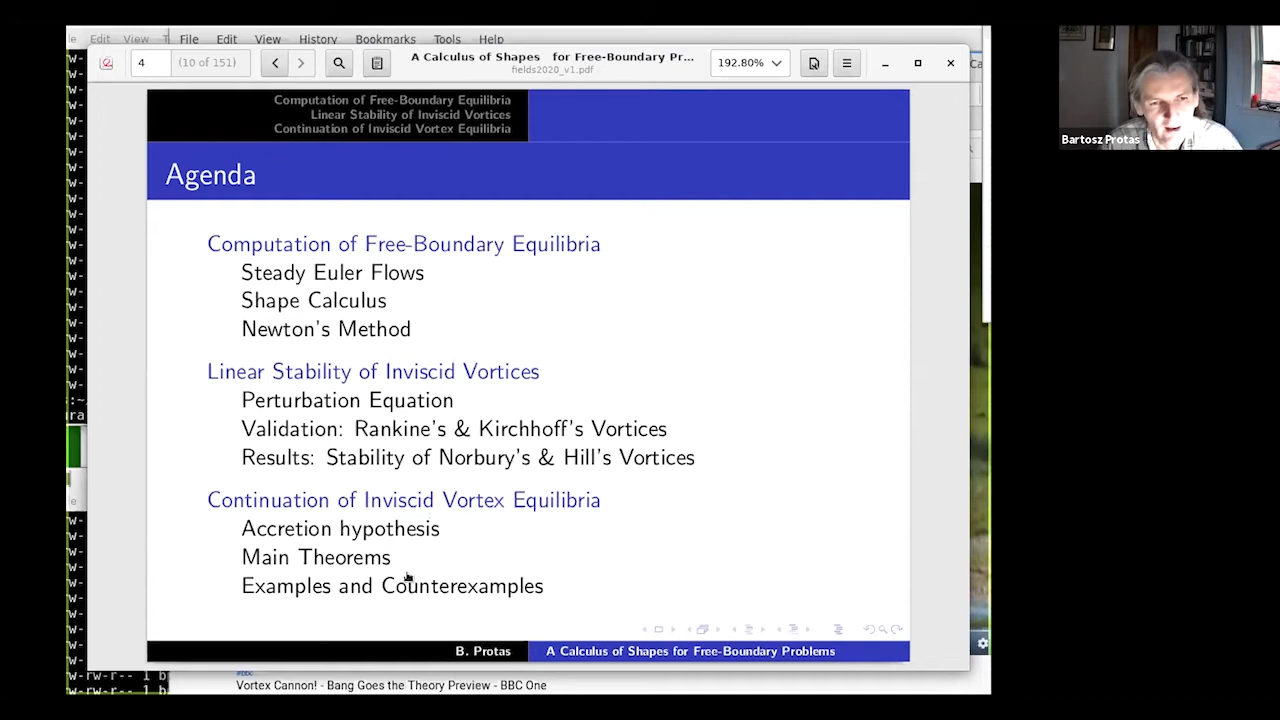 Edit View
File Edit View History Bookmarks Tools Help
4 (10 of 151)
A Calculus of Shapes for Free-Boundary Pr...
fields2020_v1.pdf
192.80%
Computation of Free-Boundary Equilibria
Linear Stability of Inviscid Vortices
Continuation of Inviscid Vortex Equilibria
Agenda
Computation of Free-Boundary Equilibria
Steady Euler Flows
Shape Calculus
Newton's Method
Linear Stability of Inviscid Vortices
Perturbation Equation
Validation: Rankine's & Kirchhoff's Vortices
Results: Stability of Norbury's & Hill's Vortices
Continuation of Inviscid Vortex Equilibria
Accretion hypothesis
Main Theorems
Examples and Counterexamples
B. Protas
A Calculus of Shapes for Free-Boundary Problems
Vortex Cannon! - Bang Goes the Theory Preview - BBC One
Bartosz Protas